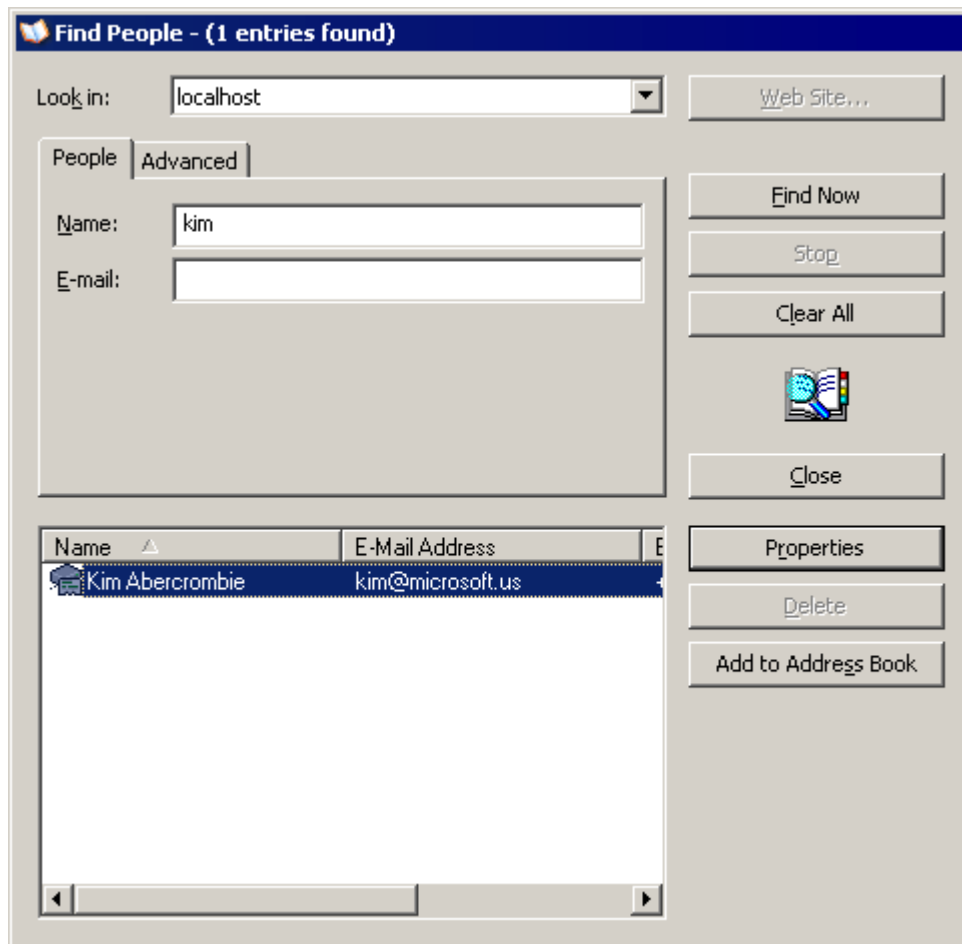 Find People - (1 entries found)
Look in: localhost Web Site...
People Advanced
Find Now
Name: kim
Stop
E-mail:
Clear All
Close
Name E-Mail Address Properties
Kim Abercrombie kim@microsoft.us
Delete
Add to Address Book